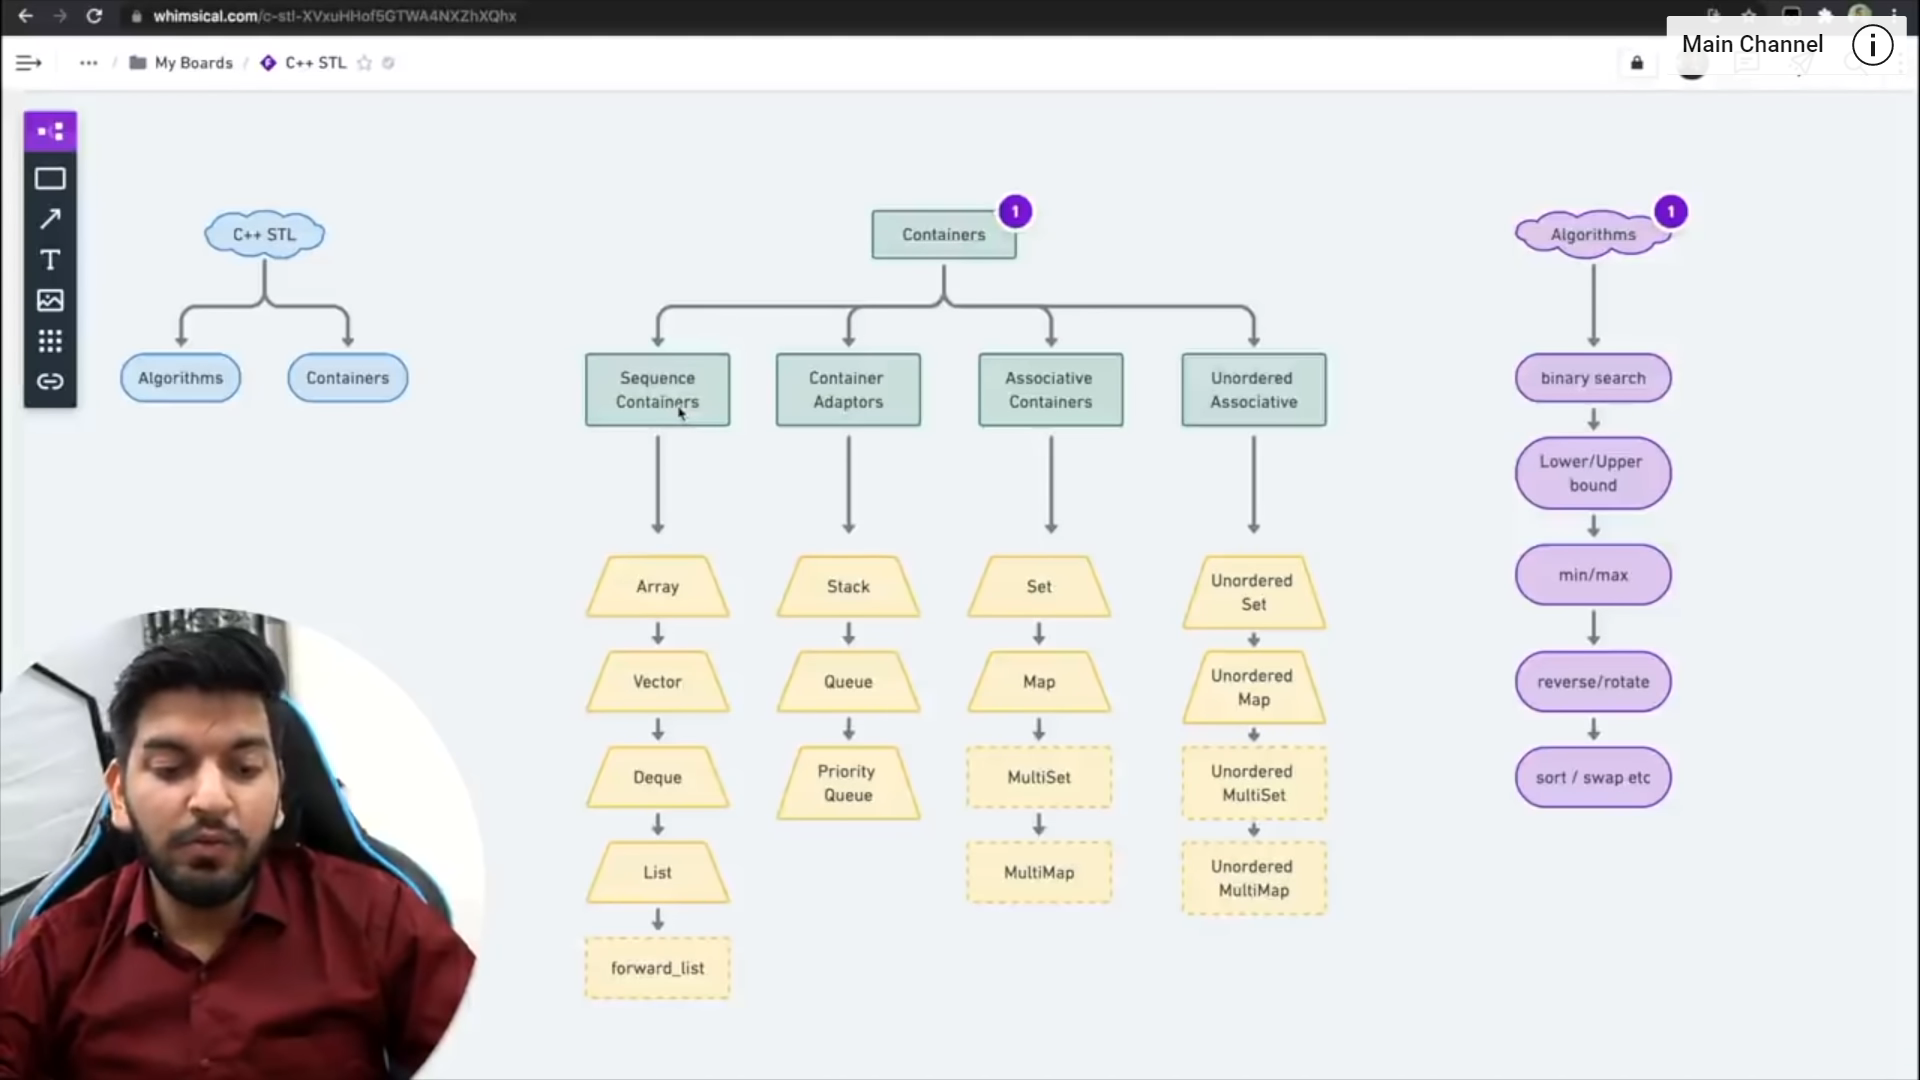 whimsical.com/c-stl-XVxuHHof5GTWA4NXZhXQhx
Main Channel
My Boards / C++ STL
C++ STL
Algorithms
Containers
Containers
1
Sequence
Containers
Container
Adaptors
Associative
Containers
Unordered
Associative
Array
Vector
Deque
List
forward_list
Stack
Queue
Priority
Queue
Set
Map
MultiSet
MultiMap
Unordered
Set
Unordered
Map
Unordered
MultiSet
Unordered
MultiMap
Algorithms
1
binary search
Lower/Upper
bound
min/max
reverse/rotate
sort / swap etc